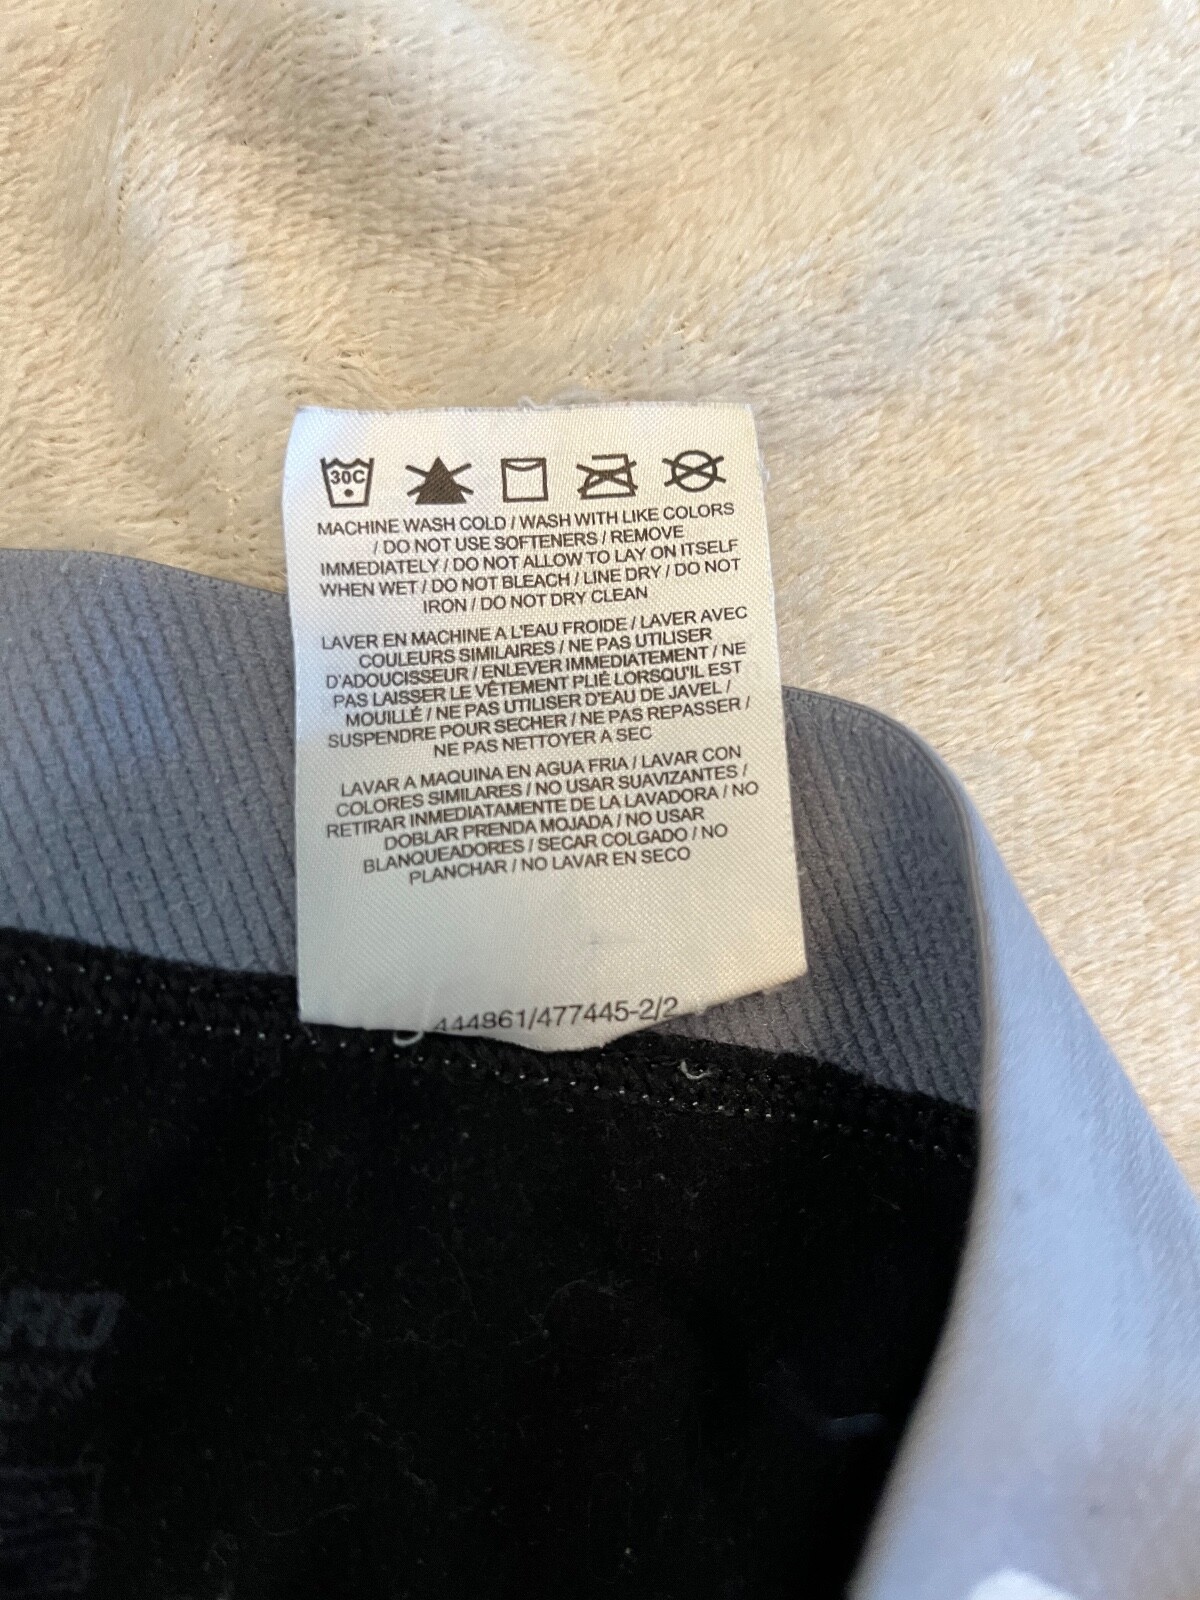 30C
MACHINE WASH COLD / WASH WITH LIKE COLORS
/ DO NOT USE SOFTENERS / REMOVE
IMMEDIATELY / DO NOT ALLOW TO LAY ON ITSELF
WHEN WET / DO NOT BLEACH / LINE DRY / DO NOT
IRON / DO NOT DRY CLEAN
LAVER EN MACHINE A L'EAU FROIDE / LAVER AVEC
COULEURS SIMILAIRES / NE PAS UTILISER
D'ADOUCISSEUR / ENLEVER IMMEDIATEMENT / NE
PAS LAISSER LE VÊTEMENT PLIÉ LORSQU'IL EST
MOUILLÉ / NE PAS UTILISER D'EAU DE JAVEL /
SUSPENDRE POUR SECHER / NE PAS REPASSER /
NE PAS NETTOYER A SEC
LAVAR A MAQUINA EN AGUA FRIA / LAVAR CON
COLORES SIMILARES / NO USAR SUAVIZANTES /
RETIRAR INMEDIATAMENTE DE LA LAVADORA / NO
DOBLAR PRENDA MOJADA / NO USAR
BLANQUEADORES / SECAR COLGADO / NO
PLANCHAR / NO LAVAR EN SECO
444861/477445-2/2